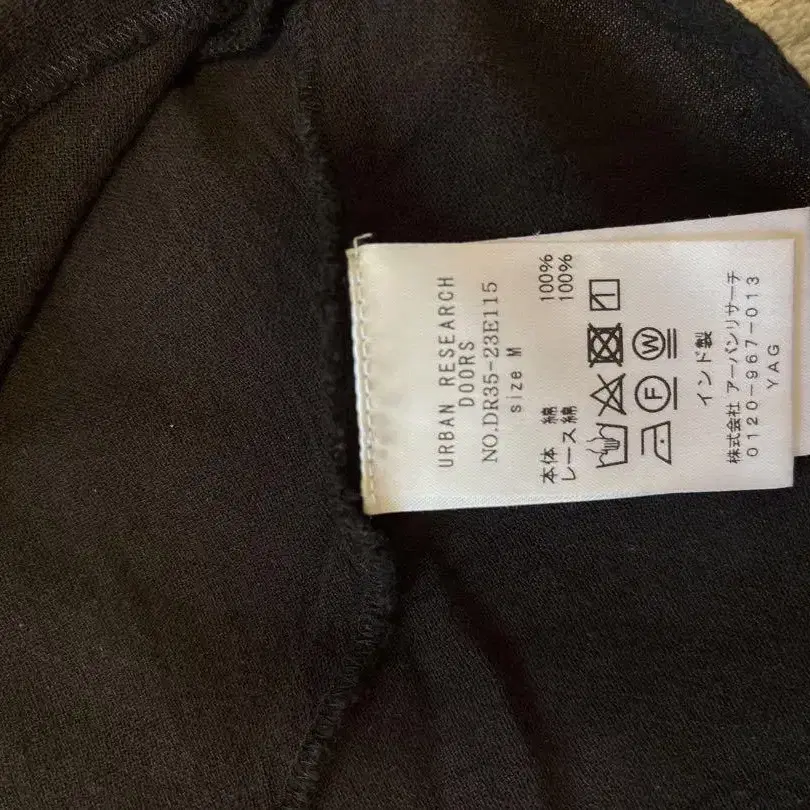 URBAN RESEARCH
DOORS
NO.DR35-23E115
size M
本体 綿 100%
レース 綿 100%
F W
インド製
株式会社 アーバンリサーチ
0120-967-013
YAG